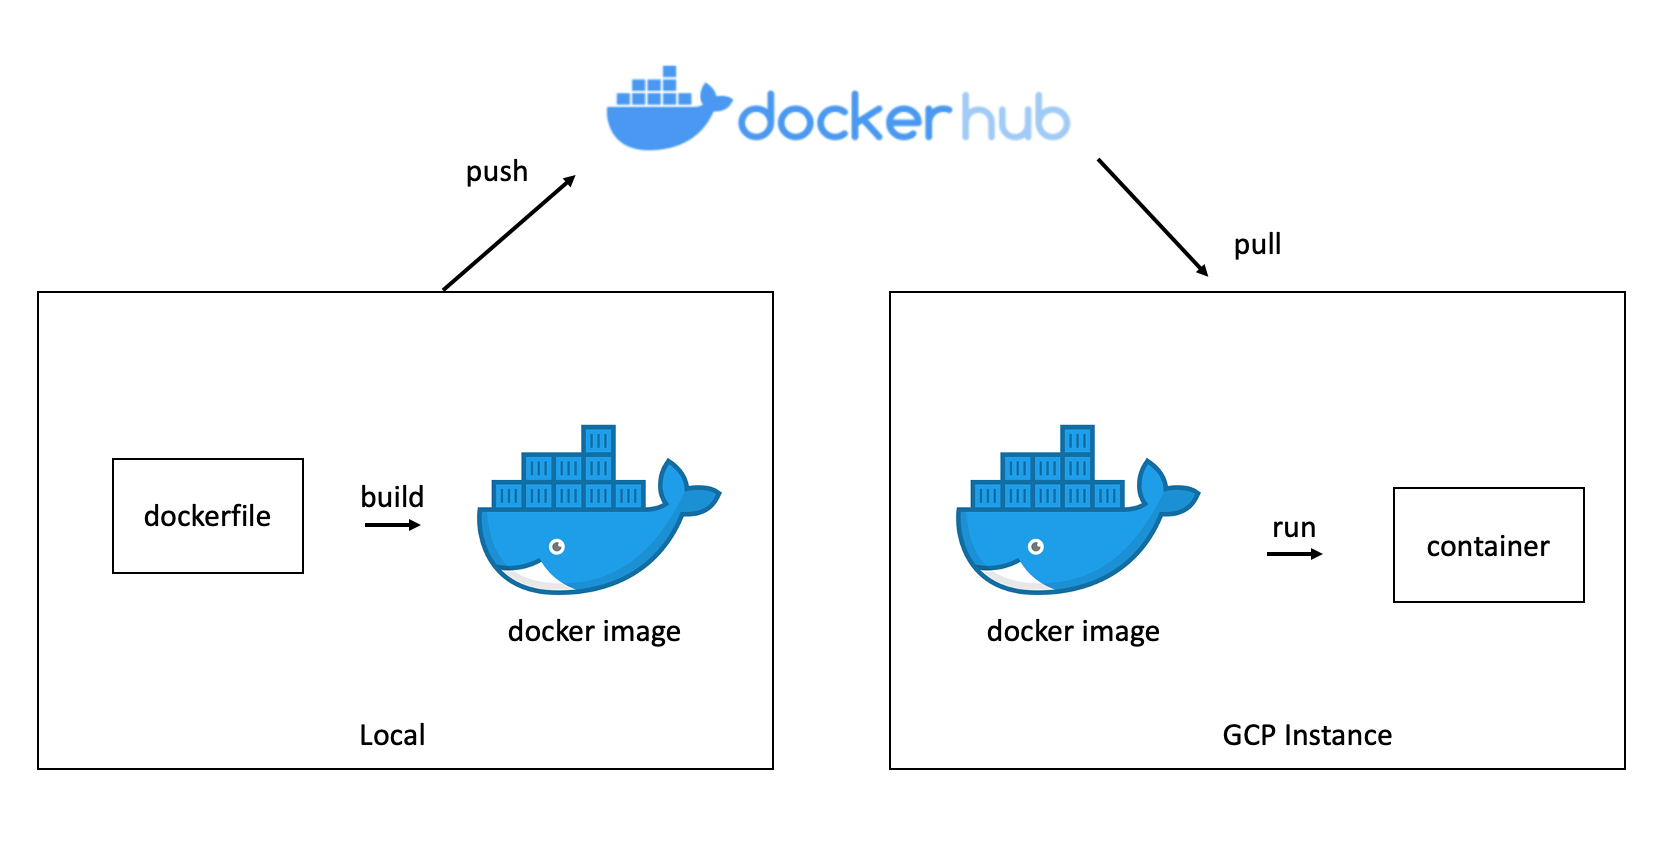 docker hub
push
pull
dockerfile
build
docker image
Local
docker image
run
container
GCP Instance